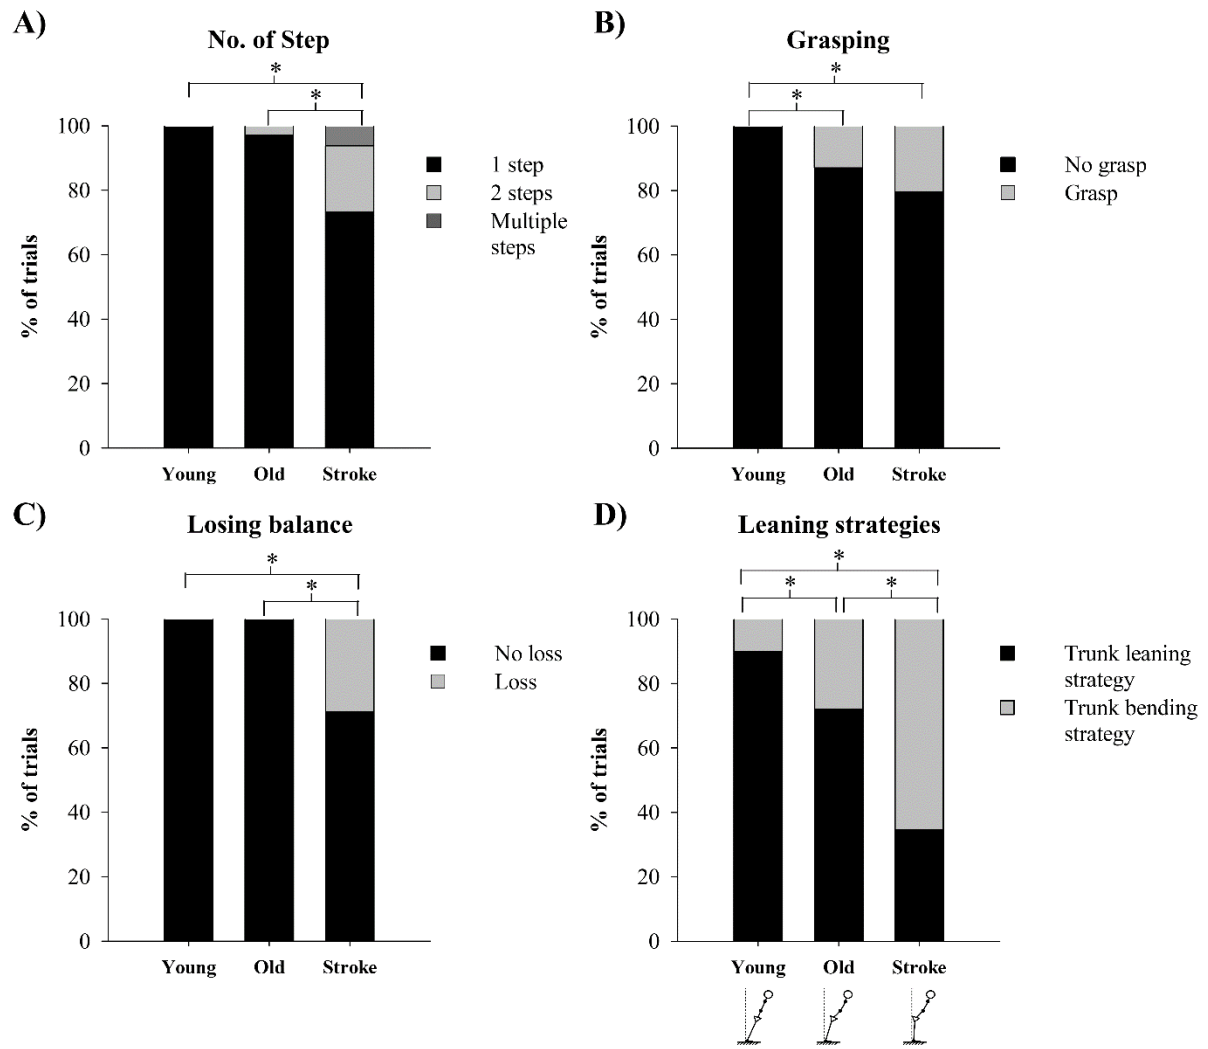 A)
No. of Step
*
*
100
80
60
40
20
0
% of trials
Young Old Stroke
1 step
2 steps
Multiple
steps
B)
Grasping
*
*
100
80
60
40
20
0
% of trials
Young Old Stroke
No grasp
Grasp
C)
Losing balance
*
*
100
80
60
40
20
0
% of trials
Young Old Stroke
No loss
Loss
D)
Leaning strategies
*
*
*
100
80
60
40
20
0
% of trials
Young Old Stroke
Trunk leaning
strategy
Trunk bending
strategy